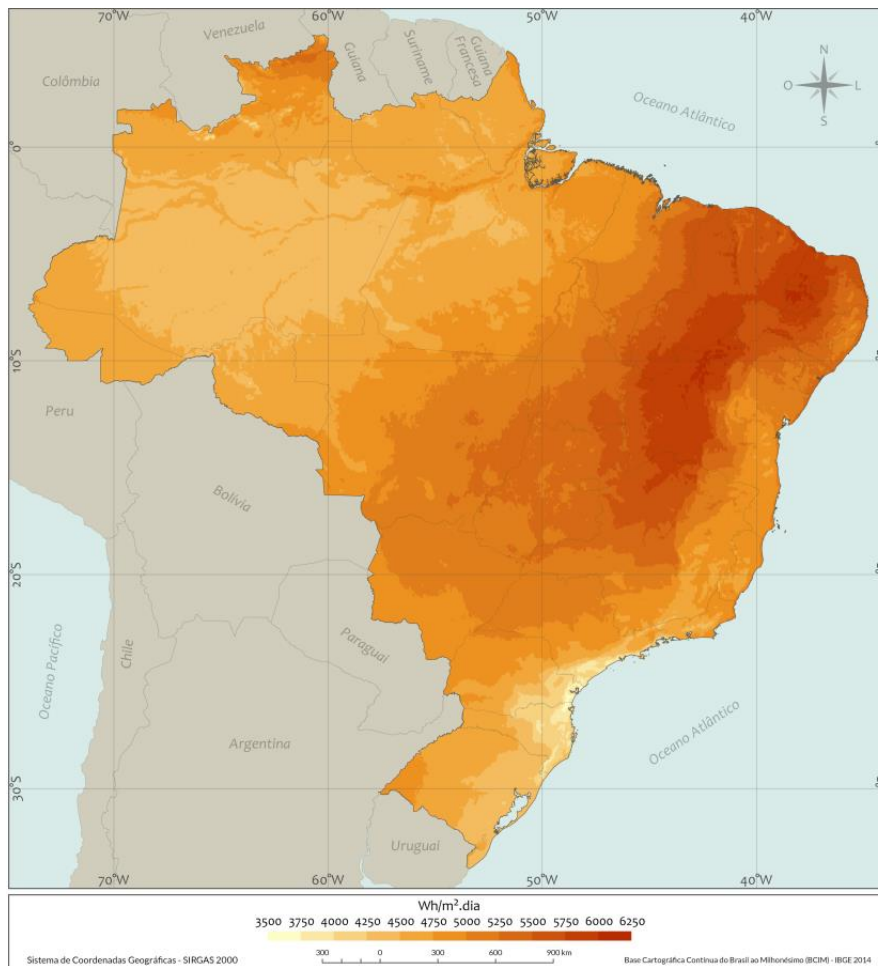 70°W
60°W
50°W
40°W
Venezuela
Guiana
Suriname
Guiana
Francesa
Colômbia
N
O
L
S
Oceano Atlântico
0°
10°S
Peru
Bolívia
20°S
Oceano Pacífico
Chile
Paraguai
Argentina
Oceano Atlântico
30°S
Uruguai
70°W
60°W
50°W
40°W
Wh/m².dia
3500 3750 4000 4250 4500 4750 5000 5250 5500 5750 6000 6250
Sistema de Coordenadas Geográficas - SIRGAS 2000
300 0 300 600 900 km
Base Cartográfica Contínua do Brasil ao Milhonésimo (BCIM) - IBGE 2014